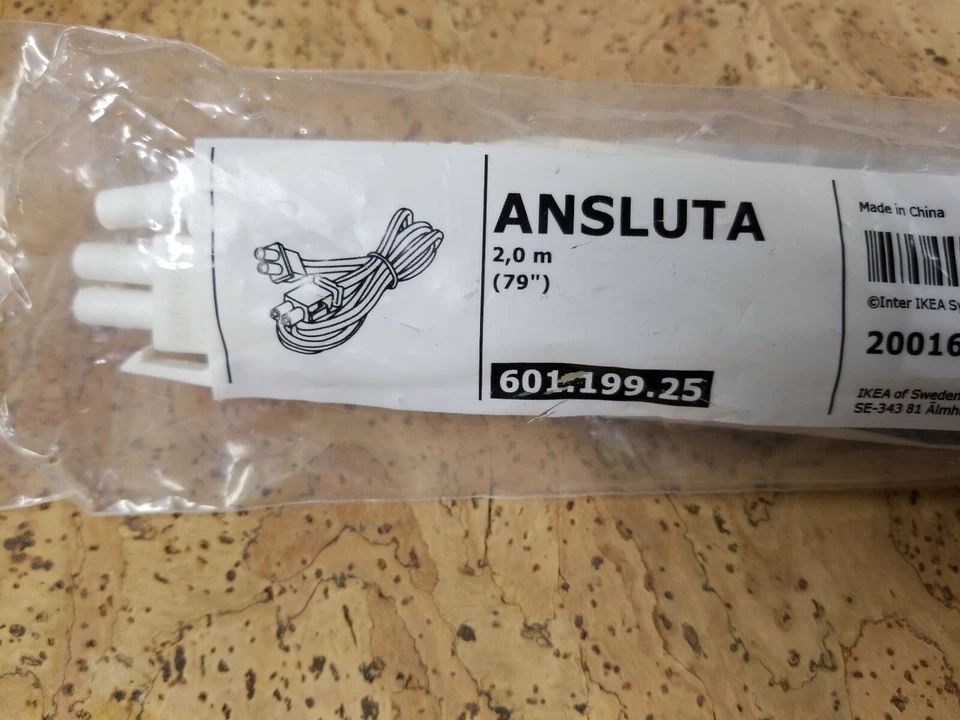 ANSLUTA
2,0 m
(79")
601.199.25
Made in China
©Inter IKEA
20016
IKEA of Sweden
SE-343 81